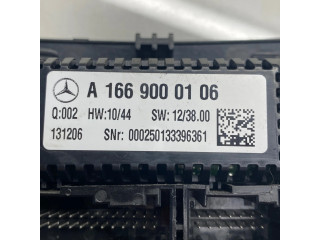 A 166 900 01 06
Q:002 HW:10/44 SW: 12/38.00
131206 SNr: 000250133396361